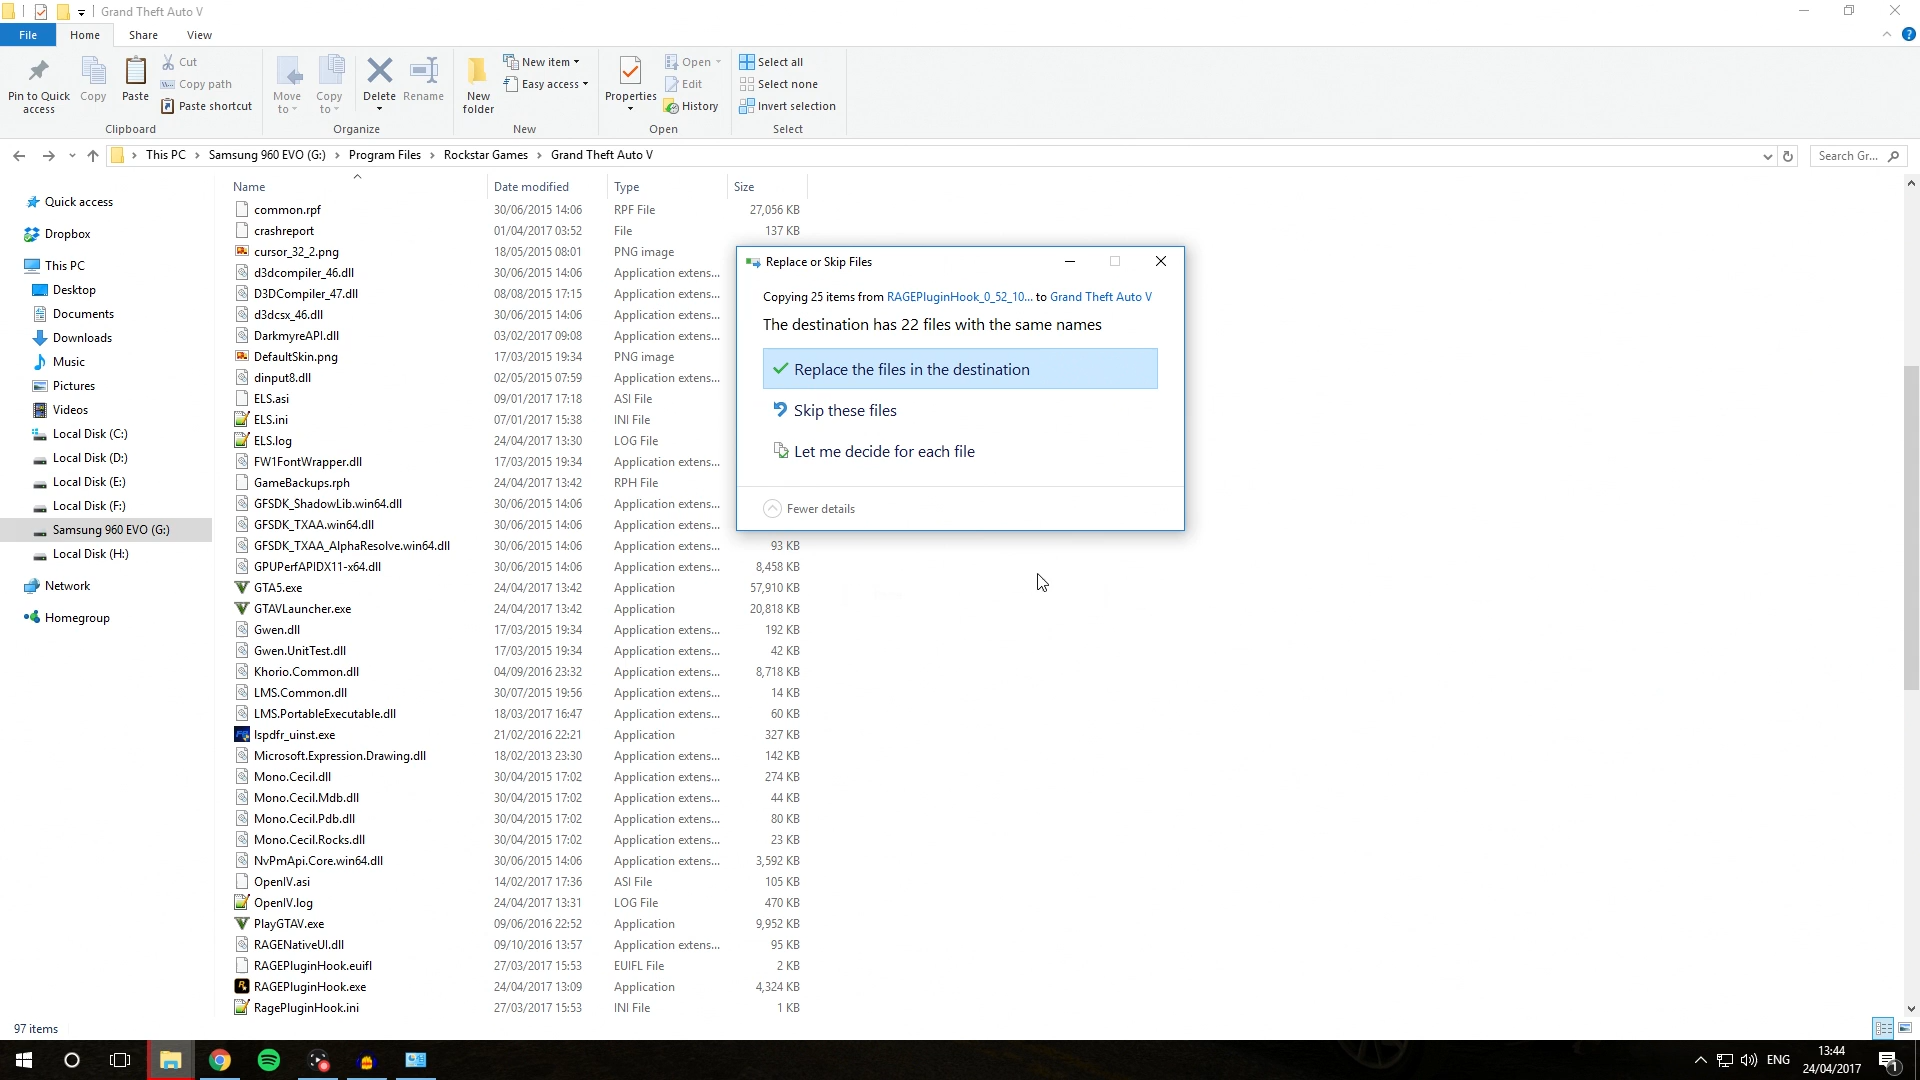 Grand Theft Auto V
File
Home
Share
View
Pin to Quick access
Copy
Paste
Cut
Copy path
Paste shortcut
Clipboard
Move to
Copy to
Delete
Rename
Organize
New folder
New item
Easy access
New
Properties
Open
Edit
History
Open
Select all
Select none
Invert selection
Select
This PC > Samsung 960 EVO (G:) > Program Files > Rockstar Games > Grand Theft Auto V
Search Gr...
Quick access
Dropbox
This PC
Desktop
Documents
Downloads
Music
Pictures
Videos
Local Disk (C:)
Local Disk (D:)
Local Disk (E:)
Local Disk (F:)
Samsung 960 EVO (G:)
Local Disk (H:)
Network
Homegroup
Name Date modified Type Size
common.rpf 30/06/2015 14:06 RPF File 27,056 KB
crashreport 01/04/2017 03:52 File 137 KB
cursor_32_2.png 18/05/2015 08:01 PNG image
d3dcompiler_46.dll 30/06/2015 14:06 Application extens...
D3DCompiler_47.dll 08/08/2015 17:15 Application extens...
d3dcsx_46.dll 30/06/2015 14:06 Application extens...
DarkmyreAPI.dll 03/02/2017 09:08 Application extens...
DefaultSkin.png 17/03/2015 19:34 PNG image
dinput8.dll 02/05/2015 07:59 Application extens...
ELS.asi 09/01/2017 17:18 ASI File
ELS.ini 07/01/2017 15:38 INI File
ELS.log 24/04/2017 13:30 LOG File
FW1FontWrapper.dll 17/03/2015 19:34 Application extens...
GameBackups.rph 24/04/2017 13:42 RPH File
GFSDK_ShadowLib.win64.dll 30/06/2015 14:06 Application extens...
GFSDK_TXAA.win64.dll 30/06/2015 14:06 Application extens...
GFSDK_TXAA_AlphaResolve.win64.dll 30/06/2015 14:06 Application extens... 93 KB
GPUPerfAPIDX11-x64.dll 30/06/2015 14:06 Application extens... 8,458 KB
GTA5.exe 24/04/2017 13:42 Application 57,910 KB
GTAVLauncher.exe 24/04/2017 13:42 Application 20,818 KB
Gwen.dll 17/03/2015 19:34 Application extens... 192 KB
Gwen.UnitTest.dll 17/03/2015 19:34 Application extens... 42 KB
Khorio.Common.dll 04/09/2016 23:32 Application extens... 8,718 KB
LMS.Common.dll 30/07/2015 19:56 Application extens... 14 KB
LMS.PortableExecutable.dll 18/03/2017 16:47 Application extens... 60 KB
lspdfr_uinst.exe 21/02/2016 22:21 Application 327 KB
Microsoft.Expression.Drawing.dll 18/02/2013 23:30 Application extens... 142 KB
Mono.Cecil.dll 30/04/2015 17:02 Application extens... 274 KB
Mono.Cecil.Mdb.dll 30/04/2015 17:02 Application extens... 44 KB
Mono.Cecil.Pdb.dll 30/04/2015 17:02 Application extens... 80 KB
Mono.Cecil.Rocks.dll 30/04/2015 17:02 Application extens... 23 KB
NvPmApi.Core.win64.dll 30/06/2015 14:06 Application extens... 3,592 KB
OpenIV.asi 14/02/2017 17:36 ASI File 105 KB
OpenIV.log 24/04/2017 13:31 LOG File 470 KB
PlayGTAV.exe 09/06/2016 22:52 Application 9,952 KB
RAGENativeUI.dll 09/10/2016 13:57 Application extens... 95 KB
RAGEPluginHook.euifl 27/03/2017 15:53 EUIFL File 2 KB
RAGEPluginHook.exe 24/04/2017 13:09 Application 4,324 KB
RagePluginHook.ini 27/03/2017 15:53 INI File 1 KB
Replace or Skip Files
Copying 25 items from RAGEPluginHook_0_52_10... to Grand Theft Auto V
The destination has 22 files with the same names
Replace the files in the destination
Skip these files
Let me decide for each file
Fewer details
97 items
ENG
13:44
24/04/2017
1